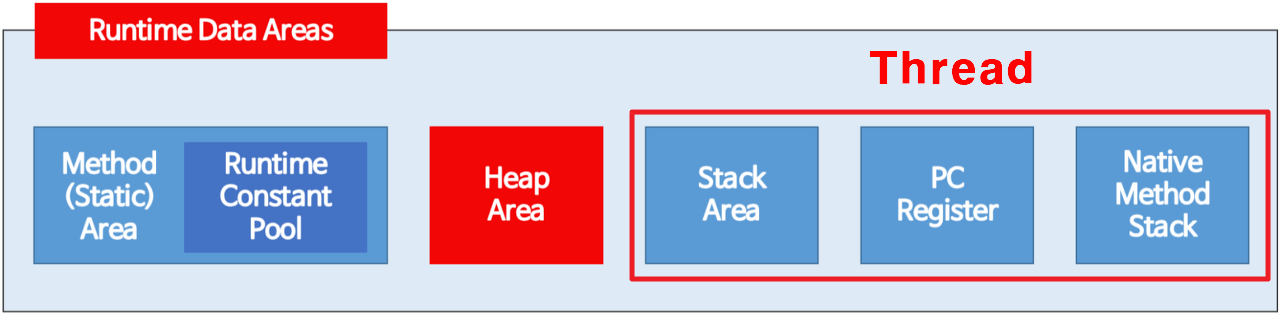 Runtime Data Areas
Thread
Method
(Static)
Area
Runtime
Constant
Pool
Heap
Area
Stack
Area
PC
Register
Native
Method
Stack